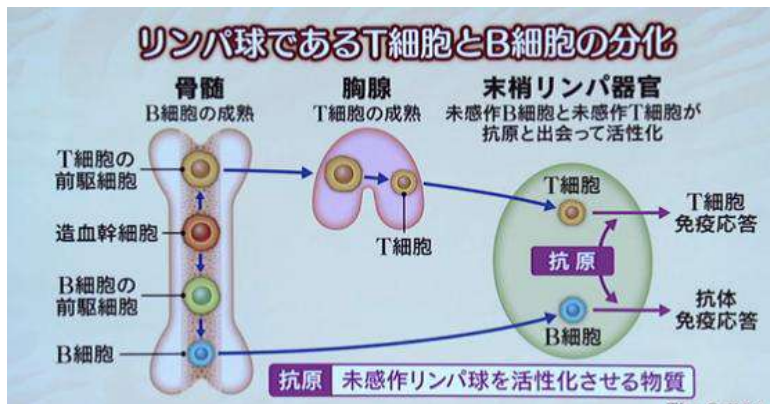 リンパ球であるT細胞とB細胞の分化
骨髄
B細胞の成熟
胸腺
T細胞の成熟
末梢リンパ器官
未感作B細胞と未感作T細胞が
抗原と出会って活性化
T細胞の
前駆細胞
造血幹細胞
B細胞の
前駆細胞
B細胞
T細胞
T細胞
抗原
B細胞
T細胞
免疫応答
抗体
免疫応答
抗原 未感作リンパ球を活性化させる物質